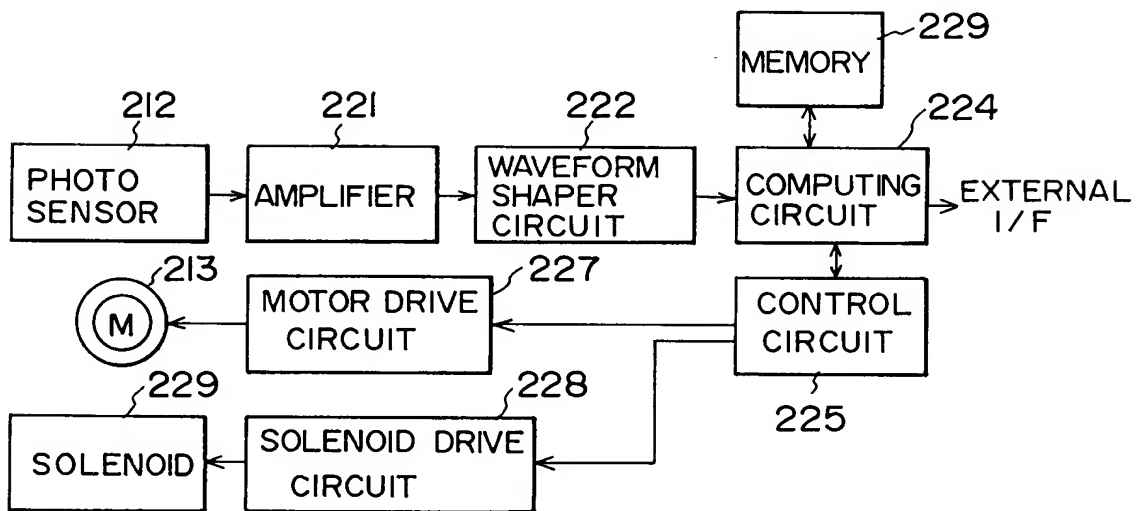 229
MEMORY
212
221
222
224
PHOTO
SENSOR
AMPLIFIER
WAVEFORM
SHAPER
CIRCUIT
COMPUTING
CIRCUIT
EXTERNAL
I/F
213
227
M
MOTOR DRIVE
CIRCUIT
CONTROL
CIRCUIT
225
229
228
SOLENOID
SOLENOID DRIVE
CIRCUIT